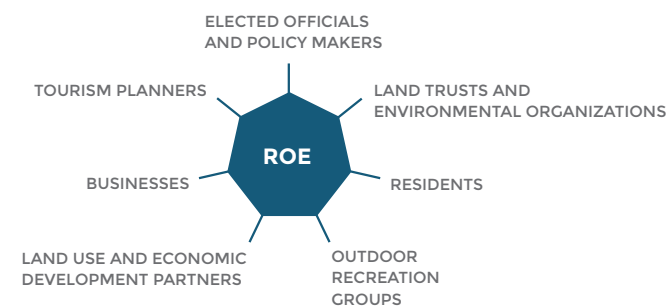 ELECTED OFFICIALS
AND POLICY MAKERS
TOURISM PLANNERS
LAND TRUSTS AND
ENVIRONMENTAL ORGANIZATIONS
ROE
BUSINESSES
RESIDENTS
LAND USE AND ECONOMIC
DEVELOPMENT PARTNERS
OUTDOOR
RECREATION
GROUPS